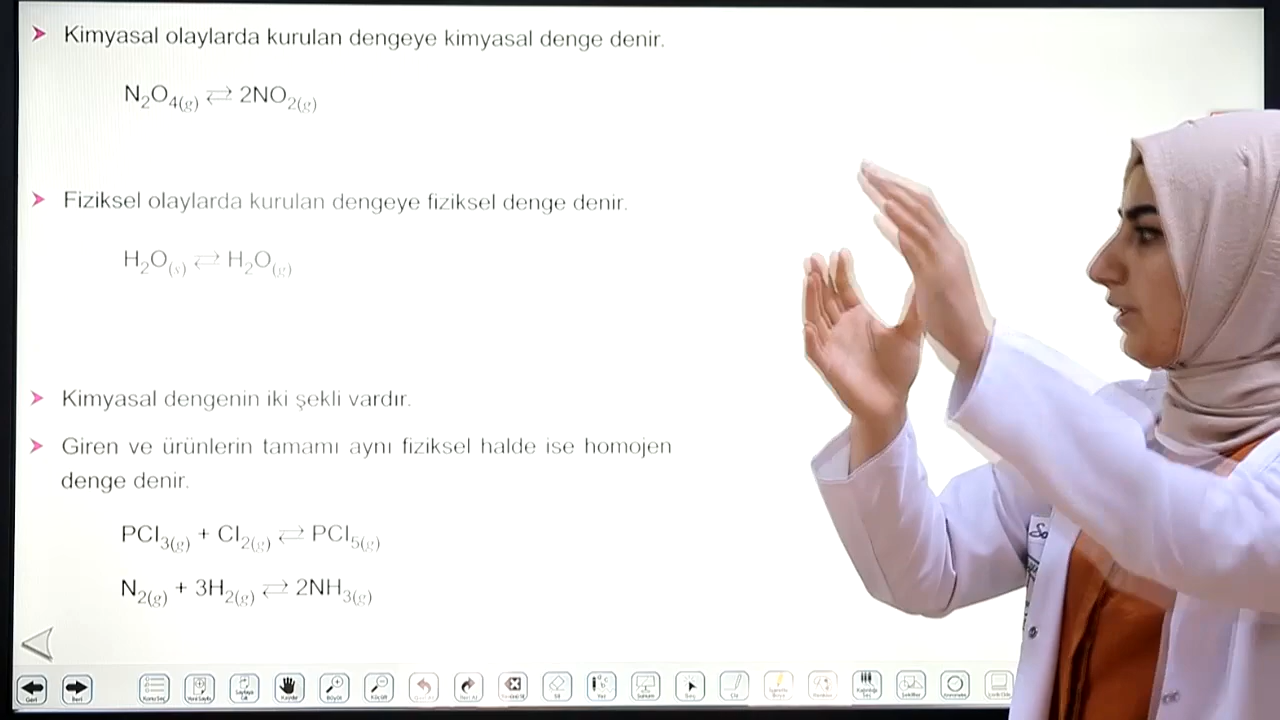 Kimyasal olaylarda kurulan dengeye kimyasal denge denir.
N₂O₄(g) ⇄ 2NO₂(g)
Fiziksel olaylarda kurulan dengeye fiziksel denge denir.
H₂O(s) ⇄ H₂O(g)
Kimyasal dengenin iki şekli vardır.
Giren ve ürünlerin tamamı aynı fiziksel halde ise homojen
denge denir.
PCl₃(g) + Cl₂(g) ⇄ PCl₅(g)
N₂(g) + 3H₂(g) ⇄ 2NH₃(g)